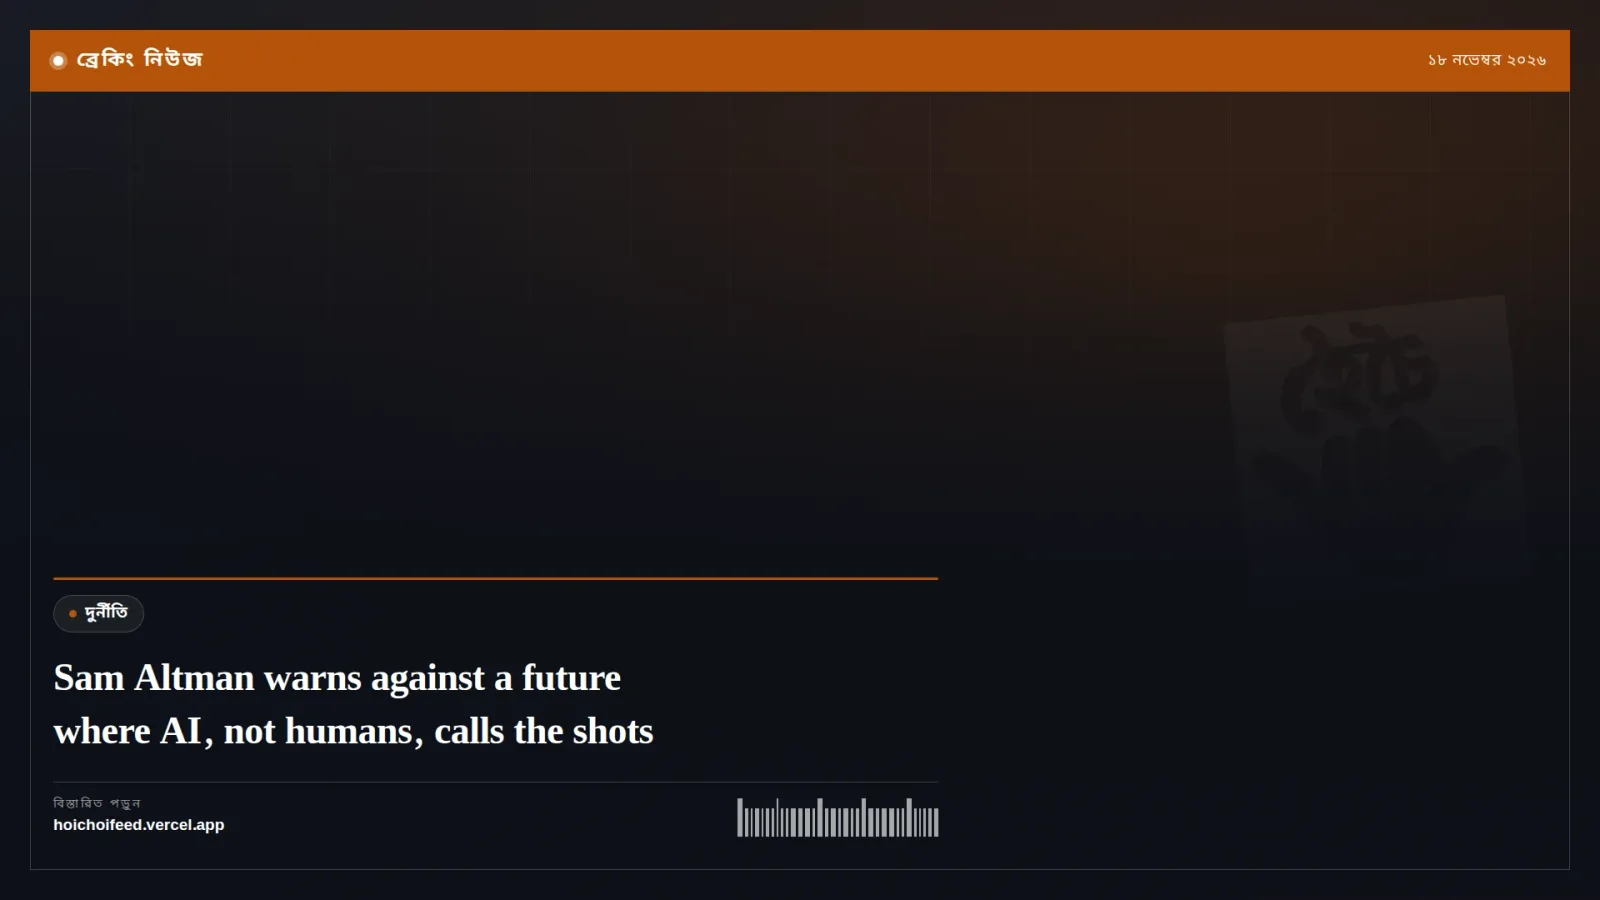 ব্রেকিং নিউজ
১৮ নভেম্বর ২০২৬
হৈচৈ
দুর্নীতি
Sam Altman warns against a future
where AI, not humans, calls the shots
বিস্তারিত পড়ুন
hoichoifeed.vercel.app